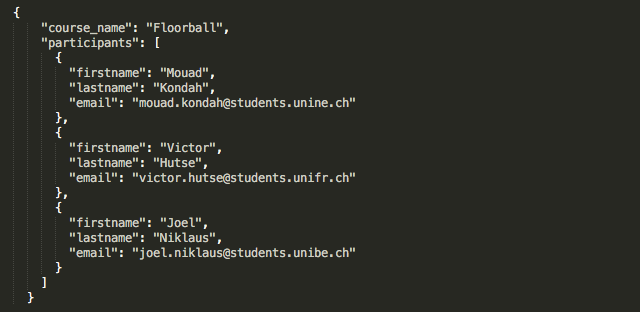 {
"course_name": "Floorball",
"participants": [
{
"firstname": "Mouad",
"lastname": "Kondah",
"email": "mouad.kondah@students.unine.ch"
},
{
"firstname": "Victor",
"lastname": "Hutse",
"email": "victor.hutse@students.unifr.ch"
},
{
"firstname": "Joel",
"lastname": "Niklaus",
"email": "joel.niklaus@students.unibe.ch"
}
]
}